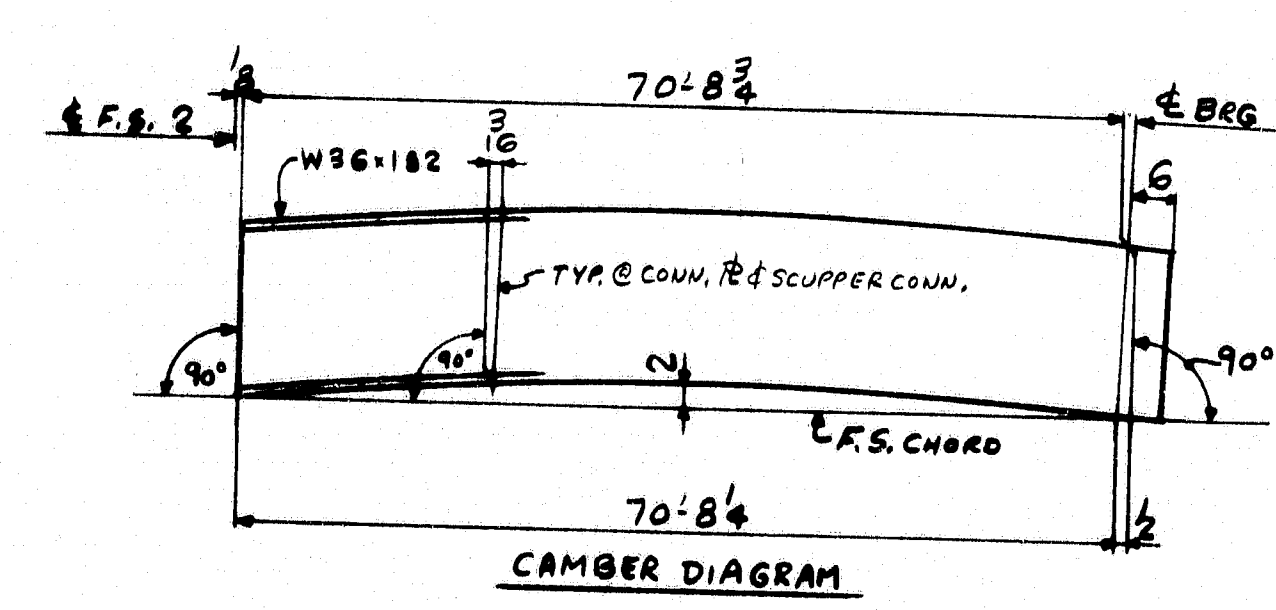 1/8
70'-8 3/4
℄ F.S. 2
℄ BRG
3/16
W36×182
6
TYP. @ CONN. ⅊ & SCUPPER CONN.
90°
90°
2
90°
F.S. CHORD
70'-8 1/4
1/2
CAMBER DIAGRAM